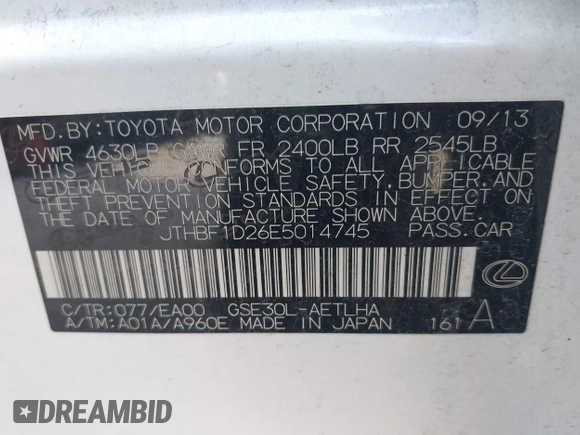 MFD.BY:TOYOTA MOTOR CORPORATION 09/13
GVWR 4630LB GAWR FR 2400LB RR 2545LB
THIS VEHICLE CONFORMS TO ALL APPLICABLE
FEDERAL MOTOR VEHICLE SAFETY,BUMPER,AND
THEFT PREVENTION STANDARDS IN EFFECT ON
THE DATE OF MANUFACTURE SHOWN ABOVE.
JTHBF1D26E5014745 PASS.CAR
C/TR:077/EA00 GSE30L-AETLHA
A/TM:A01A/A960E MADE IN JAPAN 161 A
DREAMBID